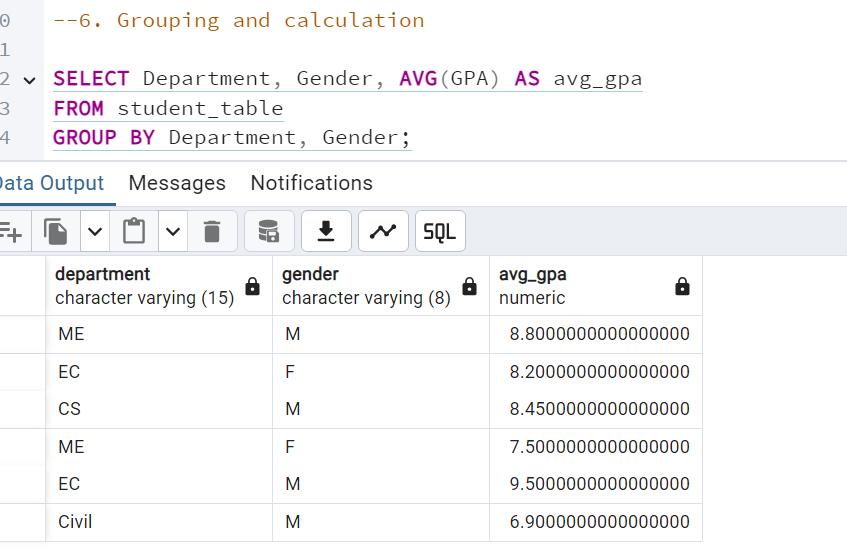 0 --6. Grouping and calculation
1
2 SELECT Department, Gender, AVG(GPA) AS avg_gpa
3 FROM student_table
4 GROUP BY Department, Gender;
Data Output Messages Notifications
SQL
department gender avg_gpa
character varying (15) character varying (8) numeric
ME M 8.8000000000000000
EC F 8.2000000000000000
CS M 8.4500000000000000
ME F 7.5000000000000000
EC M 9.5000000000000000
Civil M 6.9000000000000000